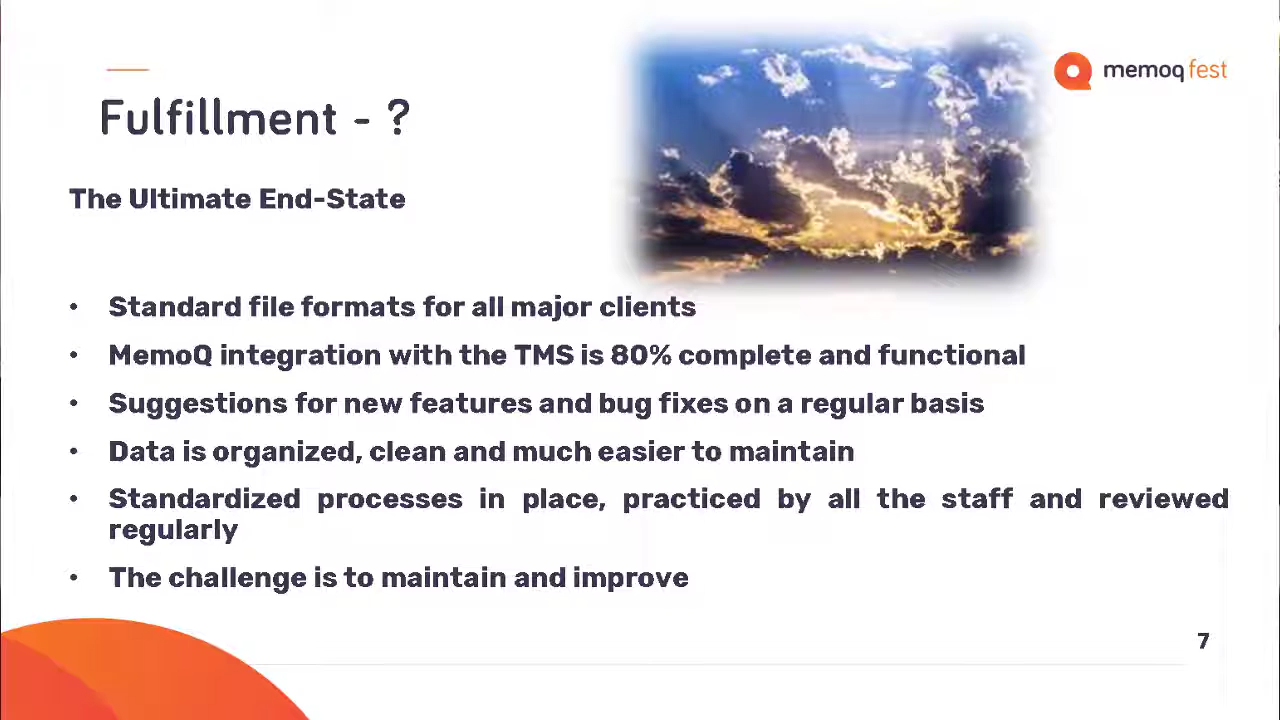 memoq fest
Fulfillment - ?
The Ultimate End-State
• Standard file formats for all major clients
• MemoQ integration with the TMS is 80% complete and functional
• Suggestions for new features and bug fixes on a regular basis
• Data is organized, clean and much easier to maintain
• Standardized processes in place, practiced by all the staff and reviewed
regularly
• The challenge is to maintain and improve
7